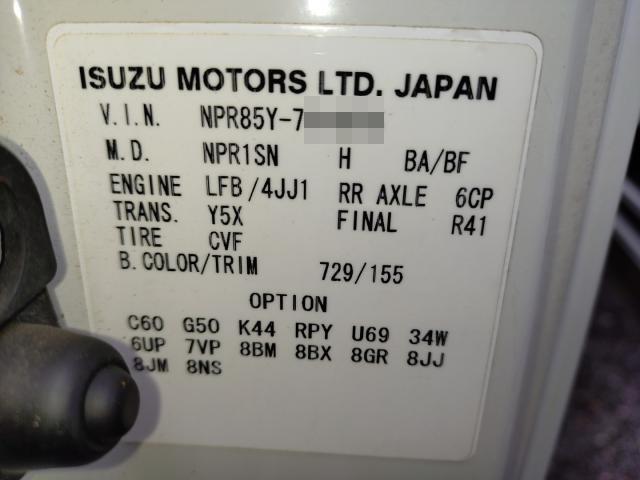 ISUZU MOTORS LTD. JAPAN
V.I.N. NPR85Y-7
M.D. NPR1SN H BA/BF
ENGINE LFB/4JJ1 RR AXLE 6CP
TRANS. Y5X FINAL R41
TIRE CVF
B.COLOR/TRIM 729/155
OPTION
C60 G50 K44 RPY U69 34W
6UP 7VP 8BM 8BX 8GR 8JJ
8JM 8NS